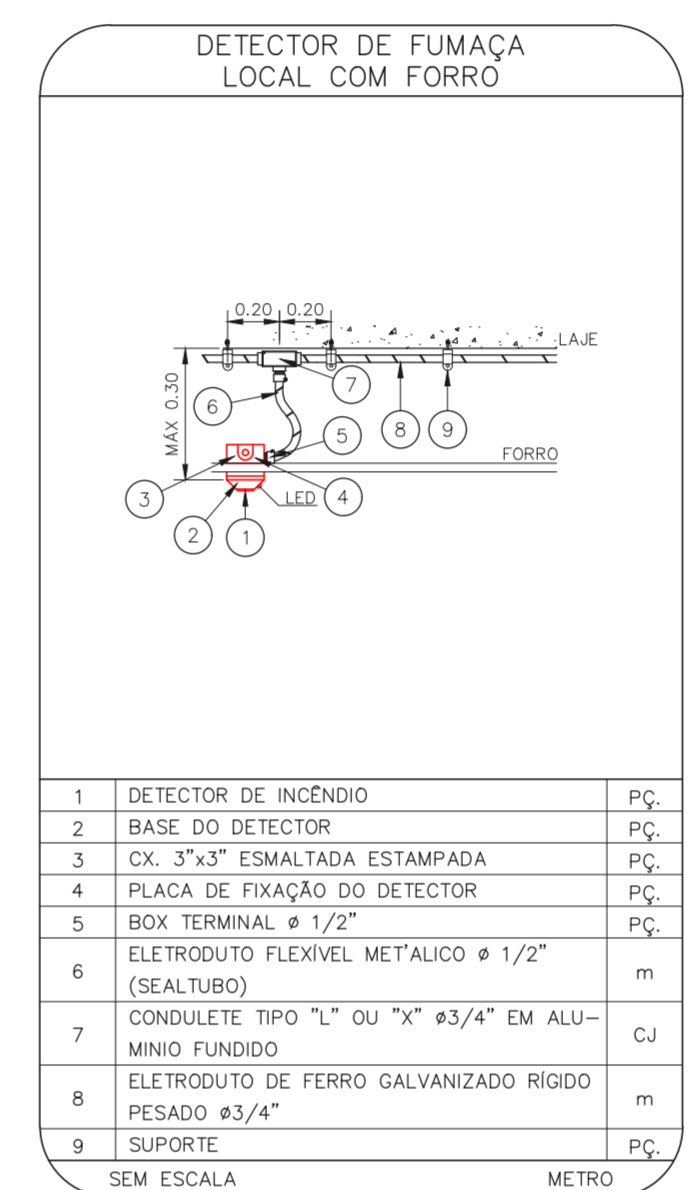 DETECTOR DE FUMAÇA
LOCAL COM FORRO
0.20 0.20
LAJE
MÁX 0.30
7
6
8
9
5
FORRO
3
LED
4
2
1
1 DETECTOR DE INCÊNDIO PÇ.
2 BASE DO DETECTOR PÇ.
3 CX. 3"x3" ESMALTADA ESTAMPADA PÇ.
4 PLACA DE FIXAÇÃO DO DETECTOR PÇ.
5 BOX TERMINAL ø 1/2" PÇ.
6 ELETRODUTO FLEXÍVEL MET'ALICO ø 1/2" m
(SEALTUBO)
7 CONDULETE TIPO "L" OU "X" ø3/4" EM ALU-
MINIO FUNDIDO CJ
8 ELETRODUTO DE FERRO GALVANIZADO RÍGIDO
PESADO ø3/4" m
9 SUPORTE PÇ.
SEM ESCALA METRO